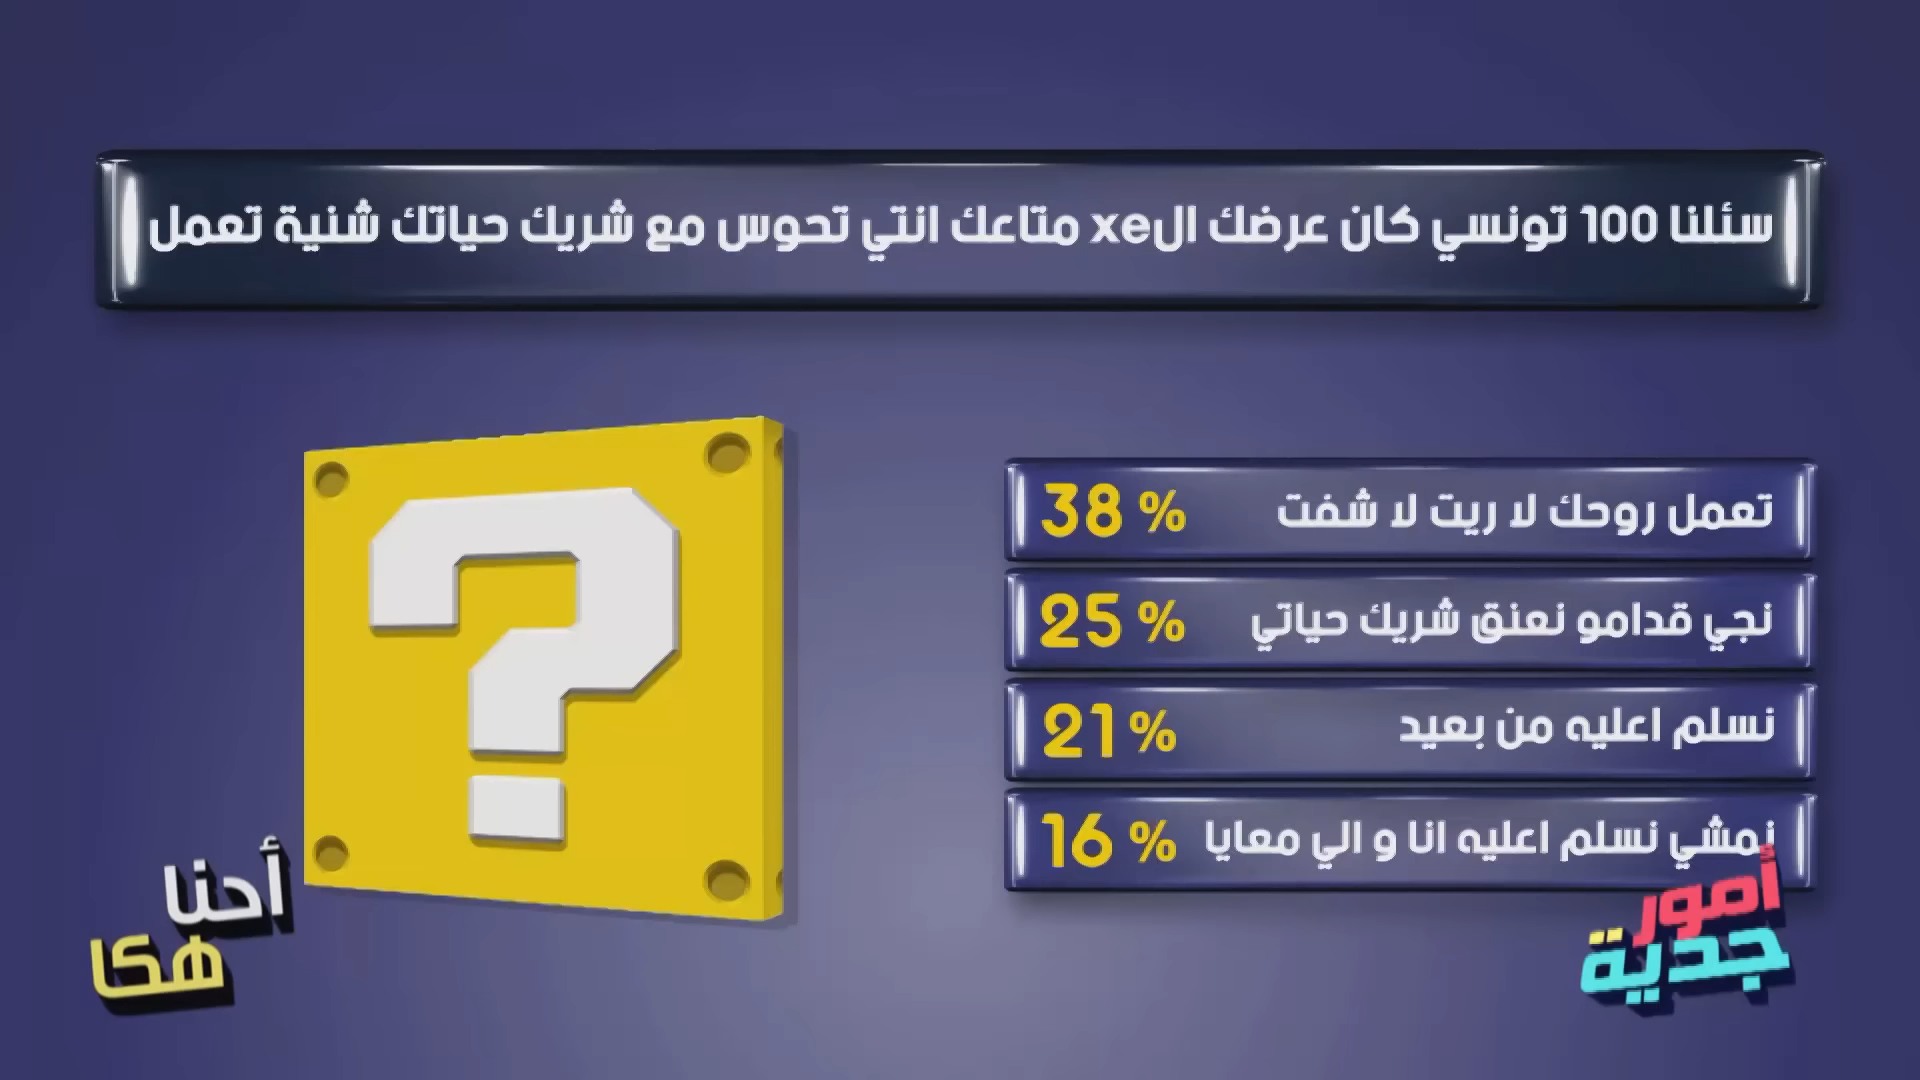 سئلنا 100 تونسي كان عرضك الxe متاعك انتي تحوس مع شريك حياتك شنية تعمل
تعمل روحك لا ريت لا شفت 38 %
نجي قدامو نعنق شريك حياتي 25 %
نسلم اعليه من بعيد 21 %
نمشي نسلم اعليه انا و الي معايا 16 %
?
أحنا
هكا
أمور
جدية